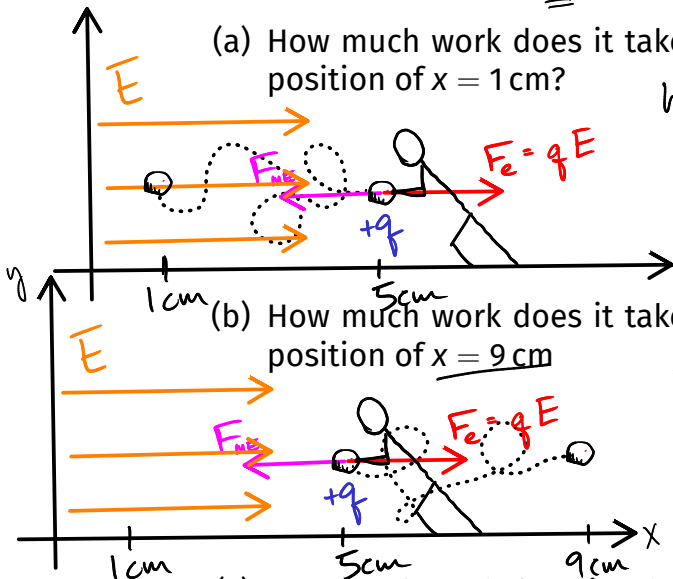 (a) How much work does it take
position of x = 1 cm?
E
F_ME
F_e = qE
+q
1cm
5cm
y
(b) How much work does it take
position of x = 9 cm
E
F_ME
F_e = qE
+q
x
1cm
5cm
9cm